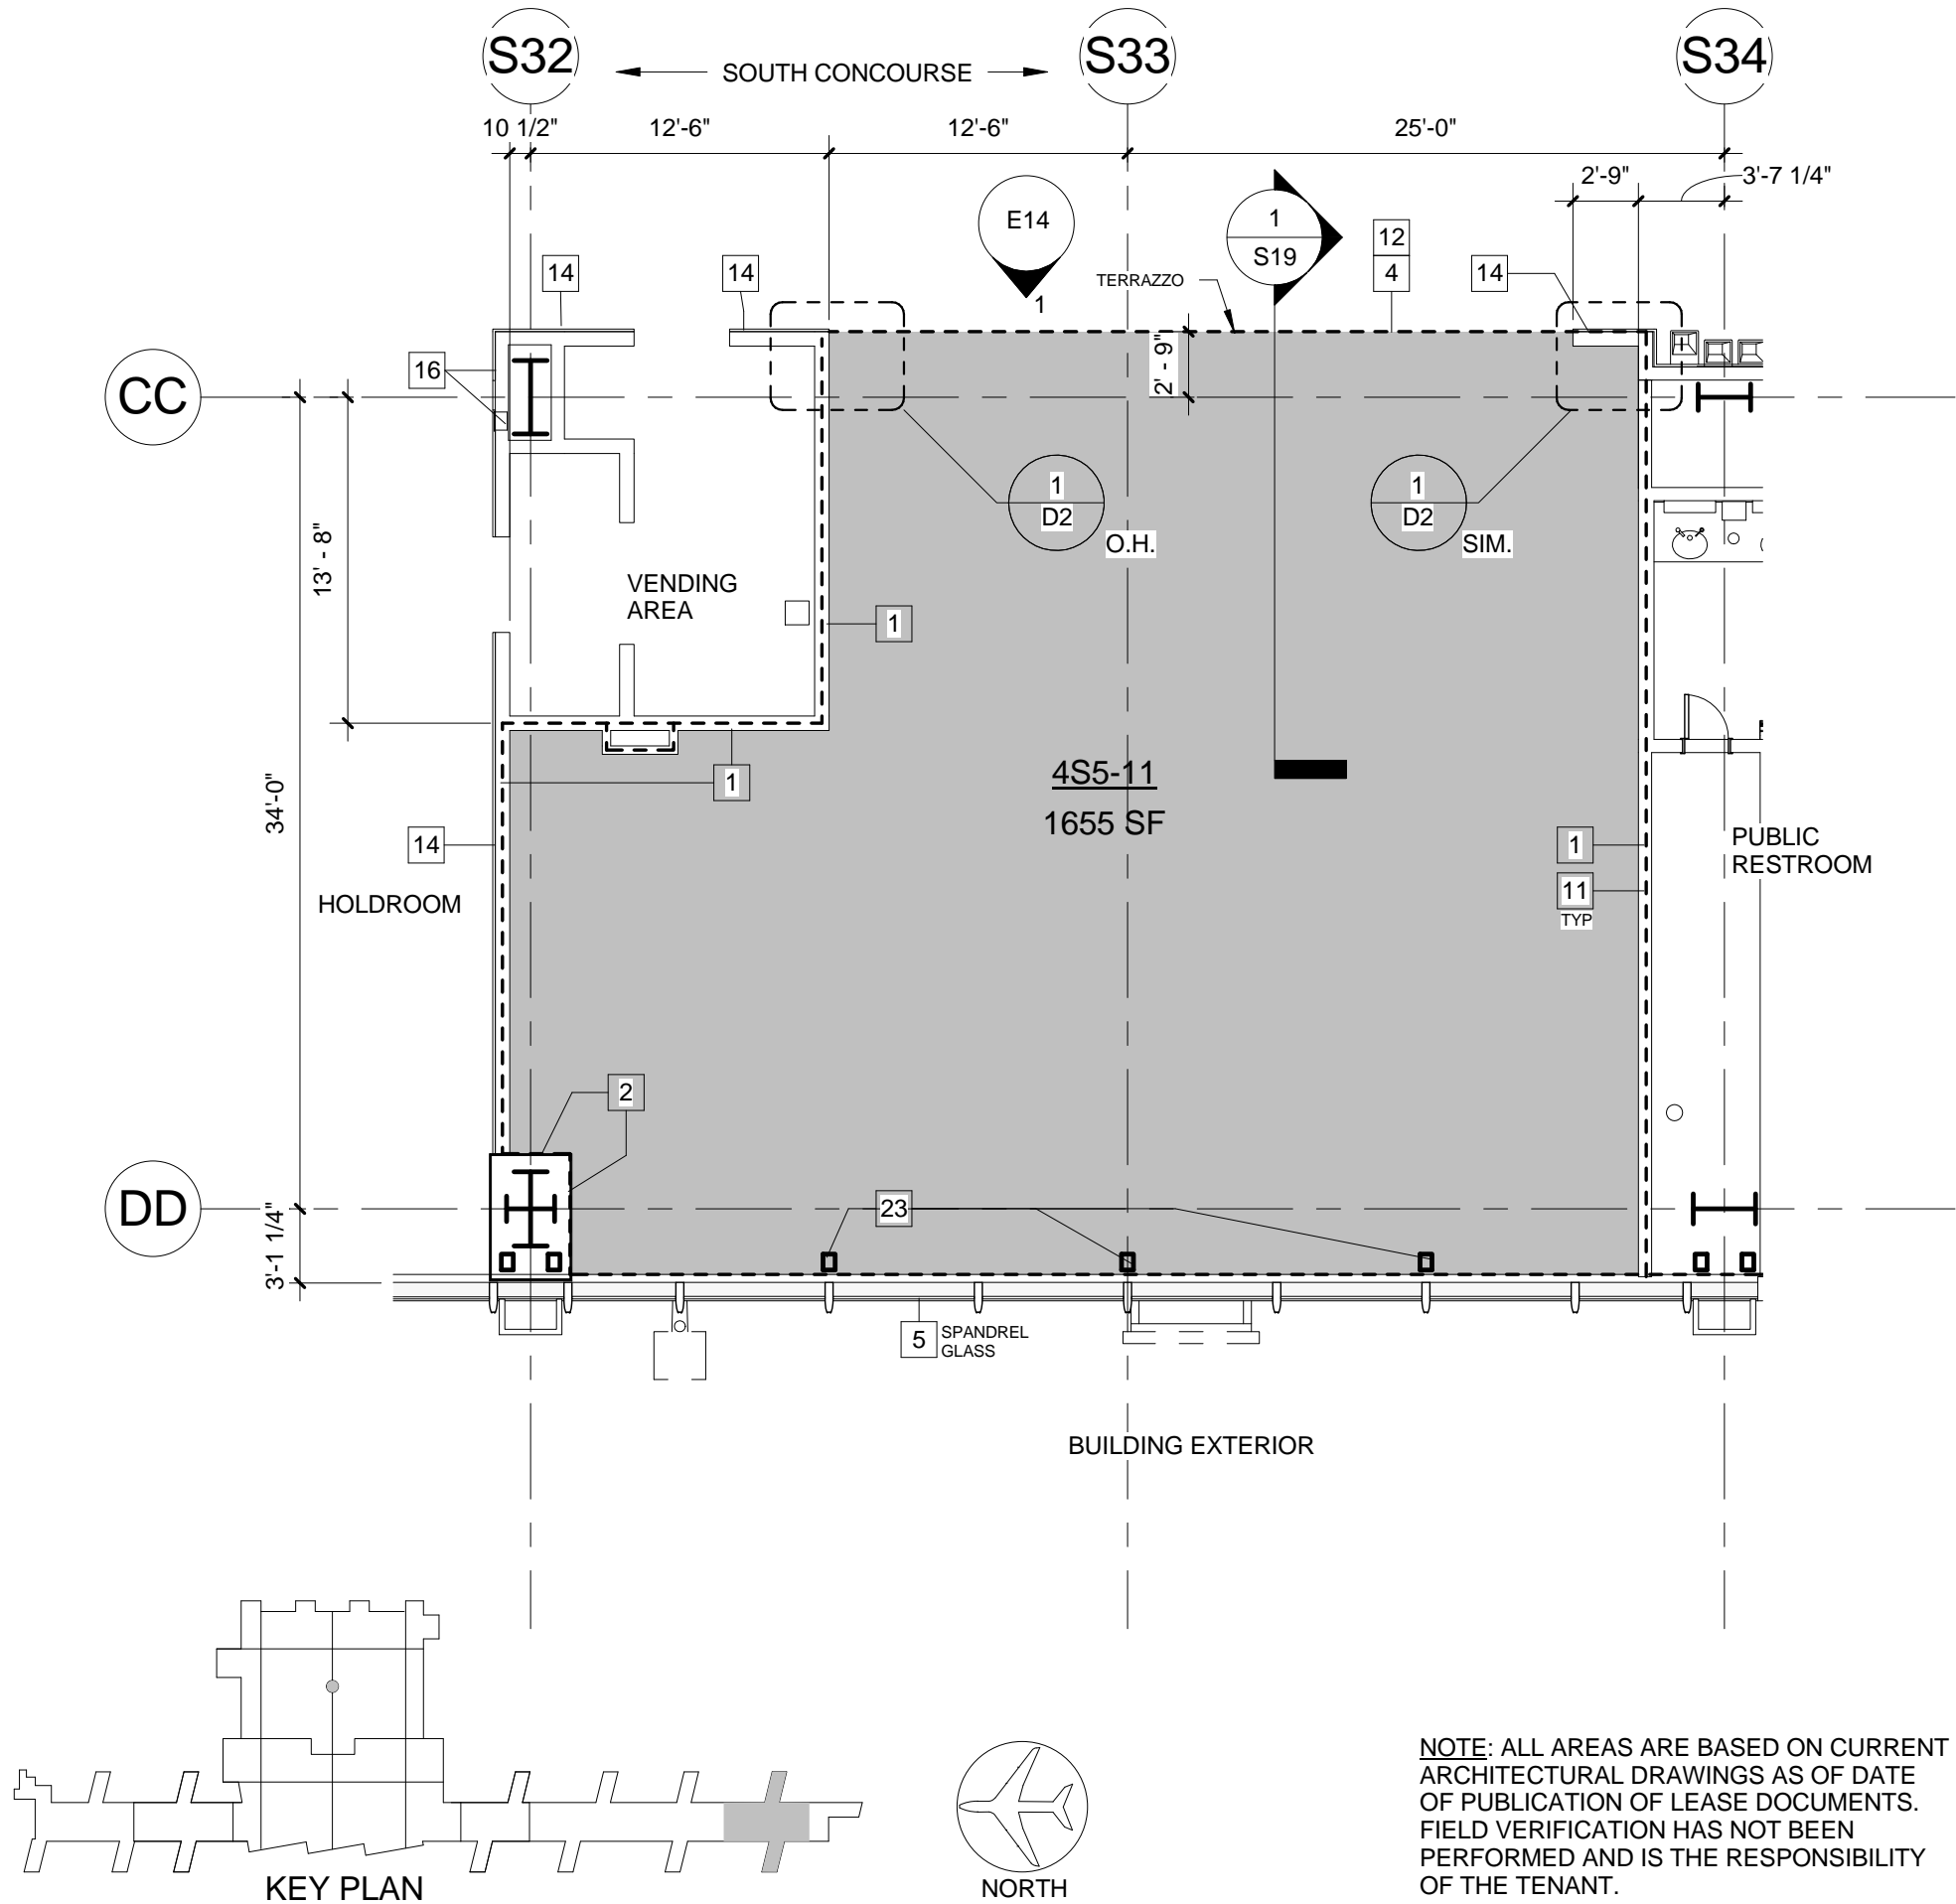 S32
SOUTH CONCOURSE
S33
S34
10 1/2"
12'-6"
12'-6"
25'-0"
2'-9"
3'-7 1/4"
E14
1
1
S19
12
4
14
14
14
TERRAZZO
16
CC
2' - 9"
1
D2
O.H.
1
D2
SIM.
13' - 8"
VENDING
AREA
1
1
4S5-11
1655 SF
34'-0"
14
HOLDROOM
1
11
TYP
PUBLIC
RESTROOM
2
DD
23
3'-1 1/4"
5
SPANDREL
GLASS
BUILDING EXTERIOR
KEY PLAN
NORTH
NOTE: ALL AREAS ARE BASED ON CURRENT
ARCHITECTURAL DRAWINGS AS OF DATE
OF PUBLICATION OF LEASE DOCUMENTS.
FIELD VERIFICATION HAS NOT BEEN
PERFORMED AND IS THE RESPONSIBILITY
OF THE TENANT.